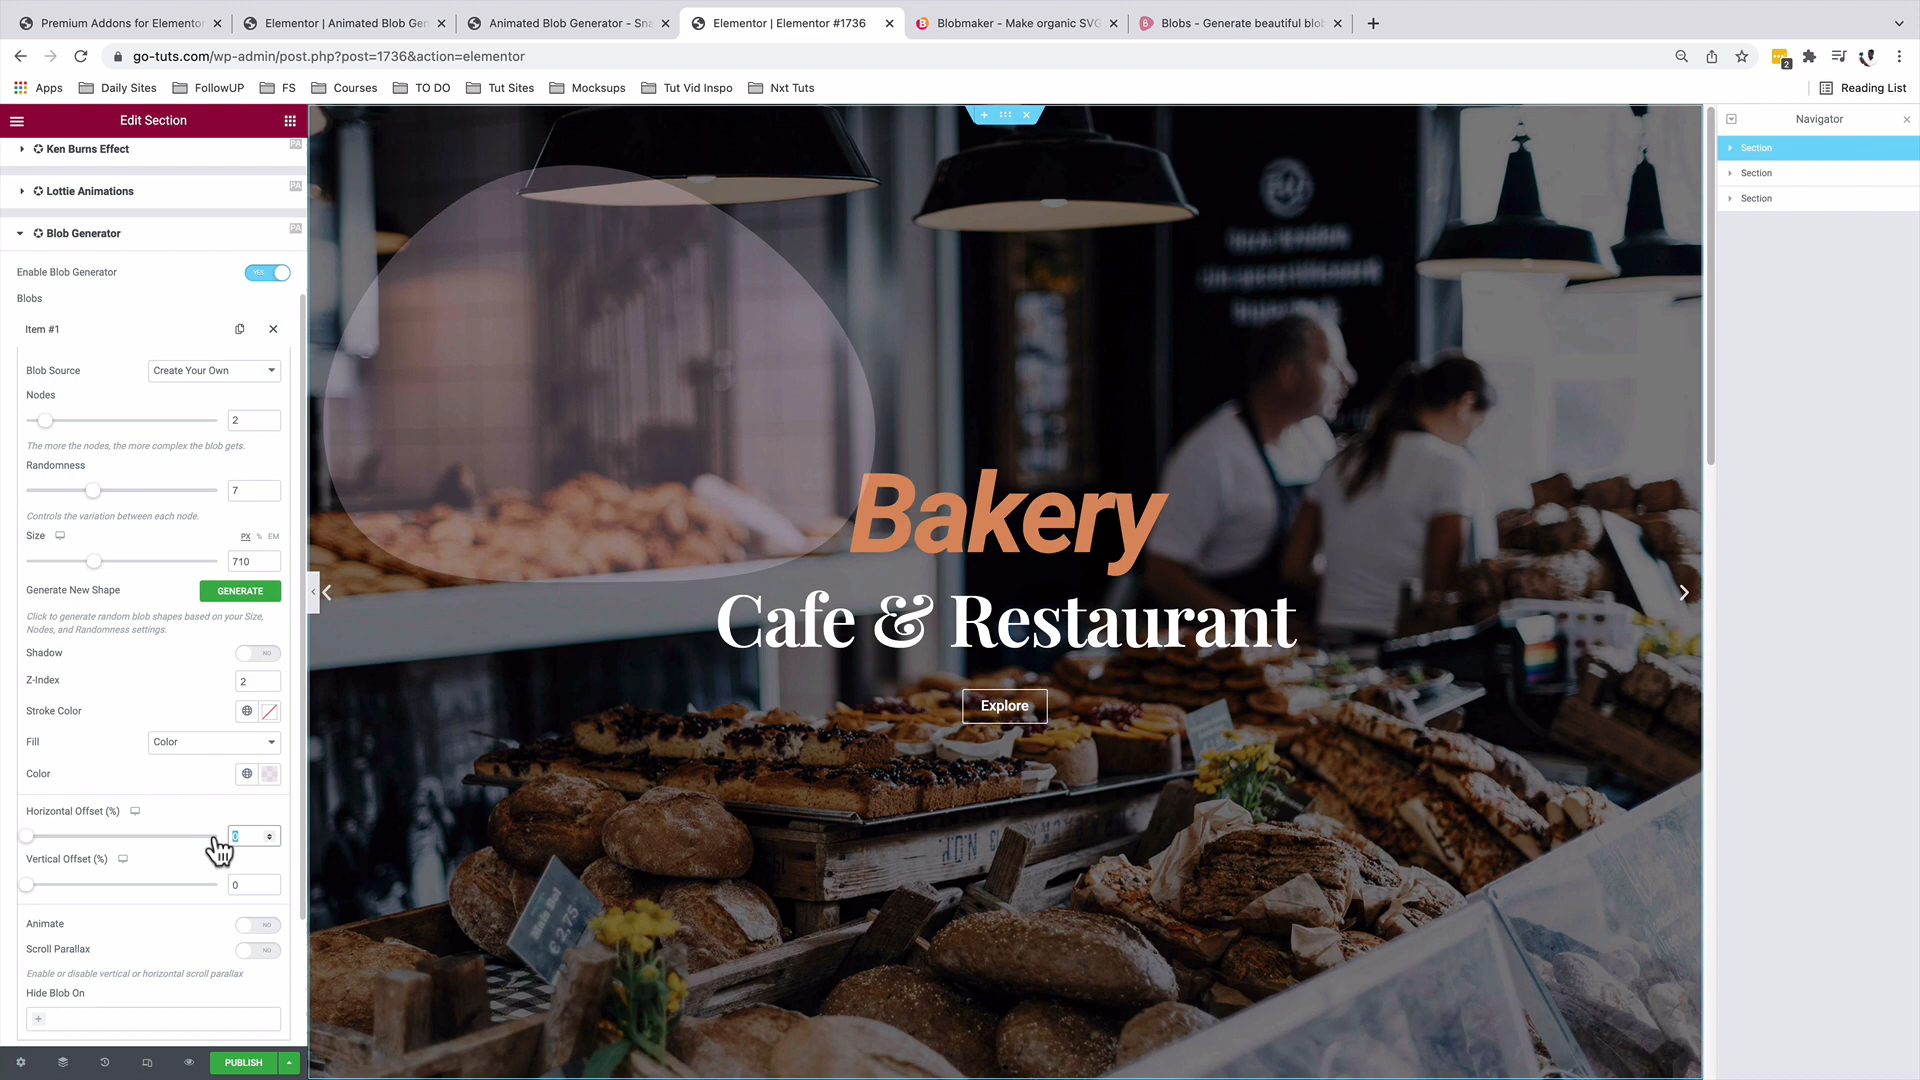 Premium Addons for Elementor
Elementor | Animated Blob Gen
Animated Blob Generator - Sna
Elementor | Elementor #1736
Blobmaker - Make organic SVG
Blobs - Generate beautiful blob
go-tuts.com/wp-admin/post.php?post=1736&action=elementor
2
Apps
Daily Sites
FollowUP
FS
Courses
TO DO
Tut Sites
Mocksups
Tut Vid Inspo
Nxt Tuts
Reading List
Edit Section
Navigator
Ken Burns Effect
PA
Section
Section
Section
Lottie Animations
PA
Blob Generator
PA
Enable Blob Generator
YES
Blobs
Item #1
Blob Source
Create Your Own
Nodes
2
The more the nodes, the more complex the blob gets.
Randomness
7
Controls the variation between each node.
Size
PX % EM
710
Generate New Shape
GENERATE
Click to generate random blob shapes based on your Size,
Nodes, and Randomness settings.
Shadow
NO
Z-Index
2
Stroke Color
Fill
Color
Color
Horizontal Offset (%)
0
Vertical Offset (%)
0
Animate
NO
Scroll Parallax
NO
Enable or disable vertical or horizontal scroll parallax
Hide Blob On
PUBLISH
Bakery
Cafe & Restaurant
Explore
€ 2,75